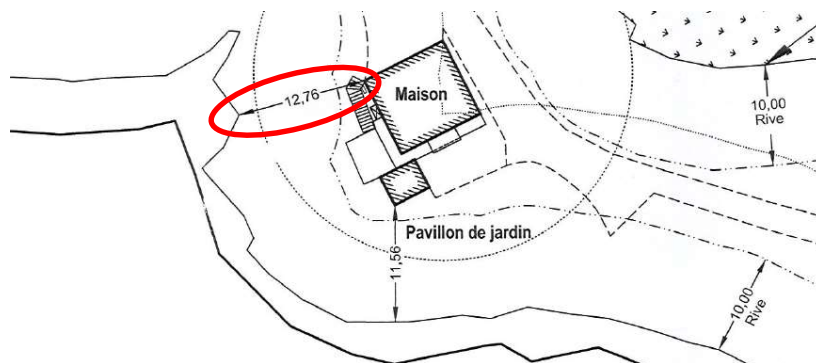 12,76
Maison
10,00
Rive
Pavillon de jardin
11,56
10,00
Rive